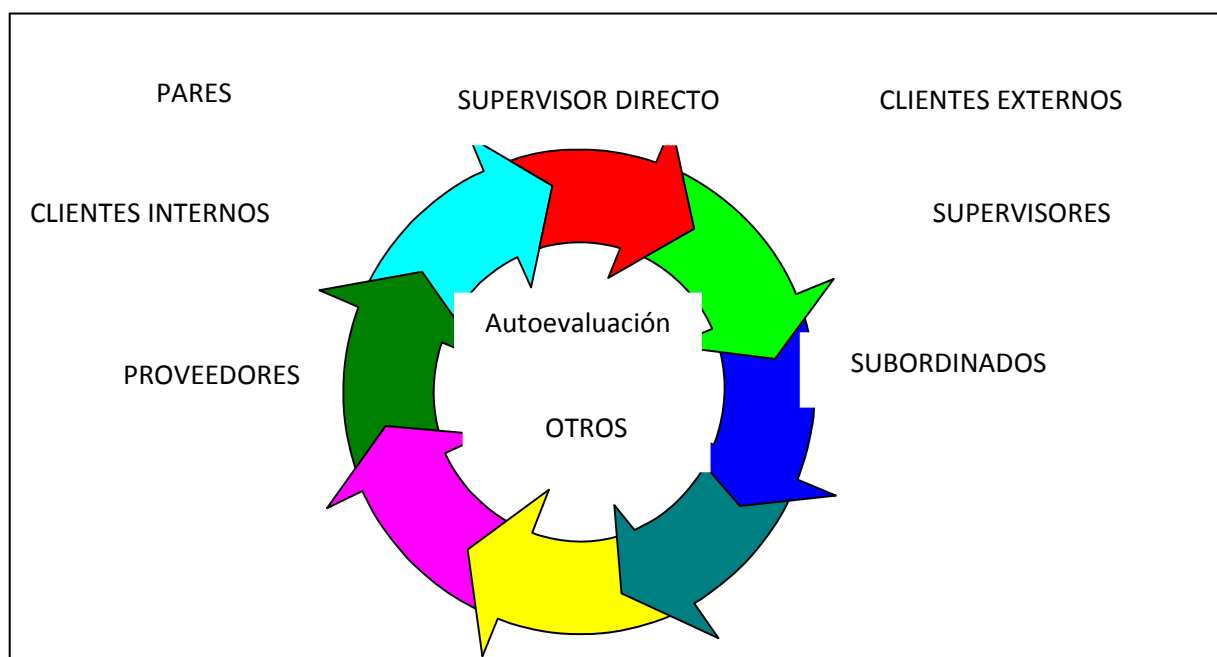 PARES
SUPERVISOR DIRECTO
CLIENTES EXTERNOS
CLIENTES INTERNOS
SUPERVISORES
Autoevaluación
PROVEEDORES
SUBORDINADOS
OTROS